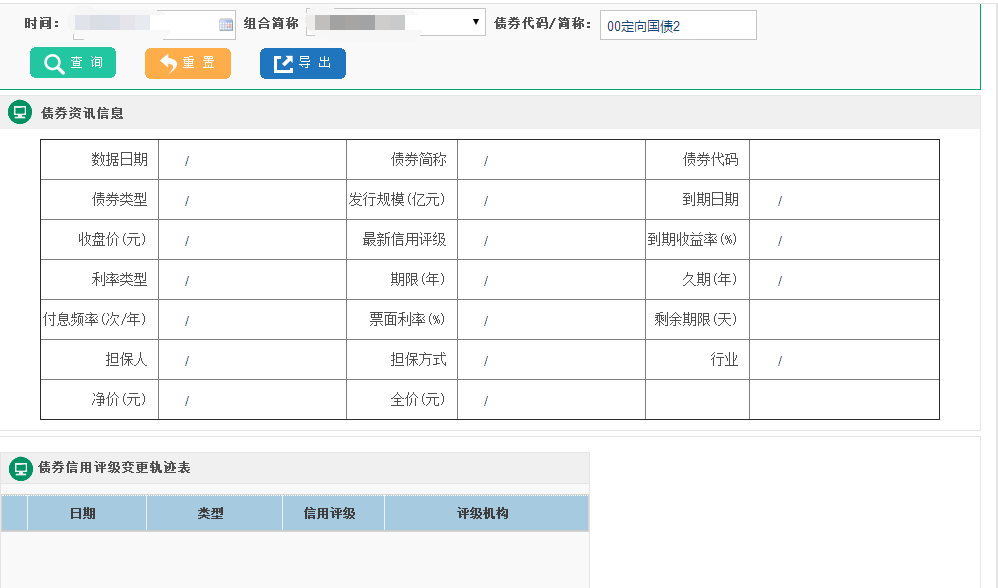 时间： 组合简称 债券代码/简称： 00定向国债2
查 询 重 置 导 出
债券资讯信息
数据日期 / 债券简称 / 债券代码
债券类型 / 发行规模(亿元) / 到期日期 /
收盘价(元) / 最新信用评级 / 到期收益率(%) /
利率类型 / 期限(年) / 久期(年) /
付息频率(次/年) / 票面利率(%) / 剩余期限(天)
担保人 / 担保方式 / 行业 /
净价(元) / 全价(元) /
债券信用评级变更轨迹表
日期 类型 信用评级 评级机构